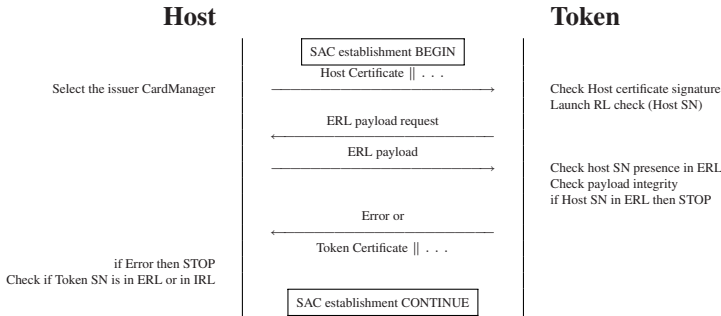 Host Token
SAC establishment BEGIN
Host Certificate || . . .
Select the issuer CardManager
Check Host certificate signature
Launch RL check (Host SN)
ERL payload request
ERL payload
Check host SN presence in ERL
Check payload integrity
if Host SN in ERL then STOP
Error or
Token Certificate || . . .
if Error then STOP
Check if Token SN is in ERL or in IRL
SAC establishment CONTINUE